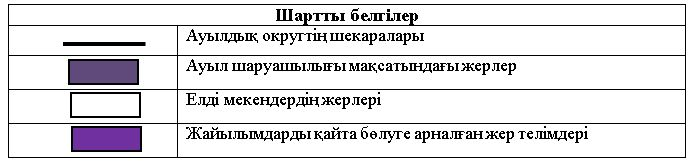 Шартты белгілер
Ауылдық округтің шекаралары
Ауыл шаруашылығы мақсатындағы жерлер
Елді мекендердің жерлері
Жайылымдарды қайта бөлуге арналған жер телімдері